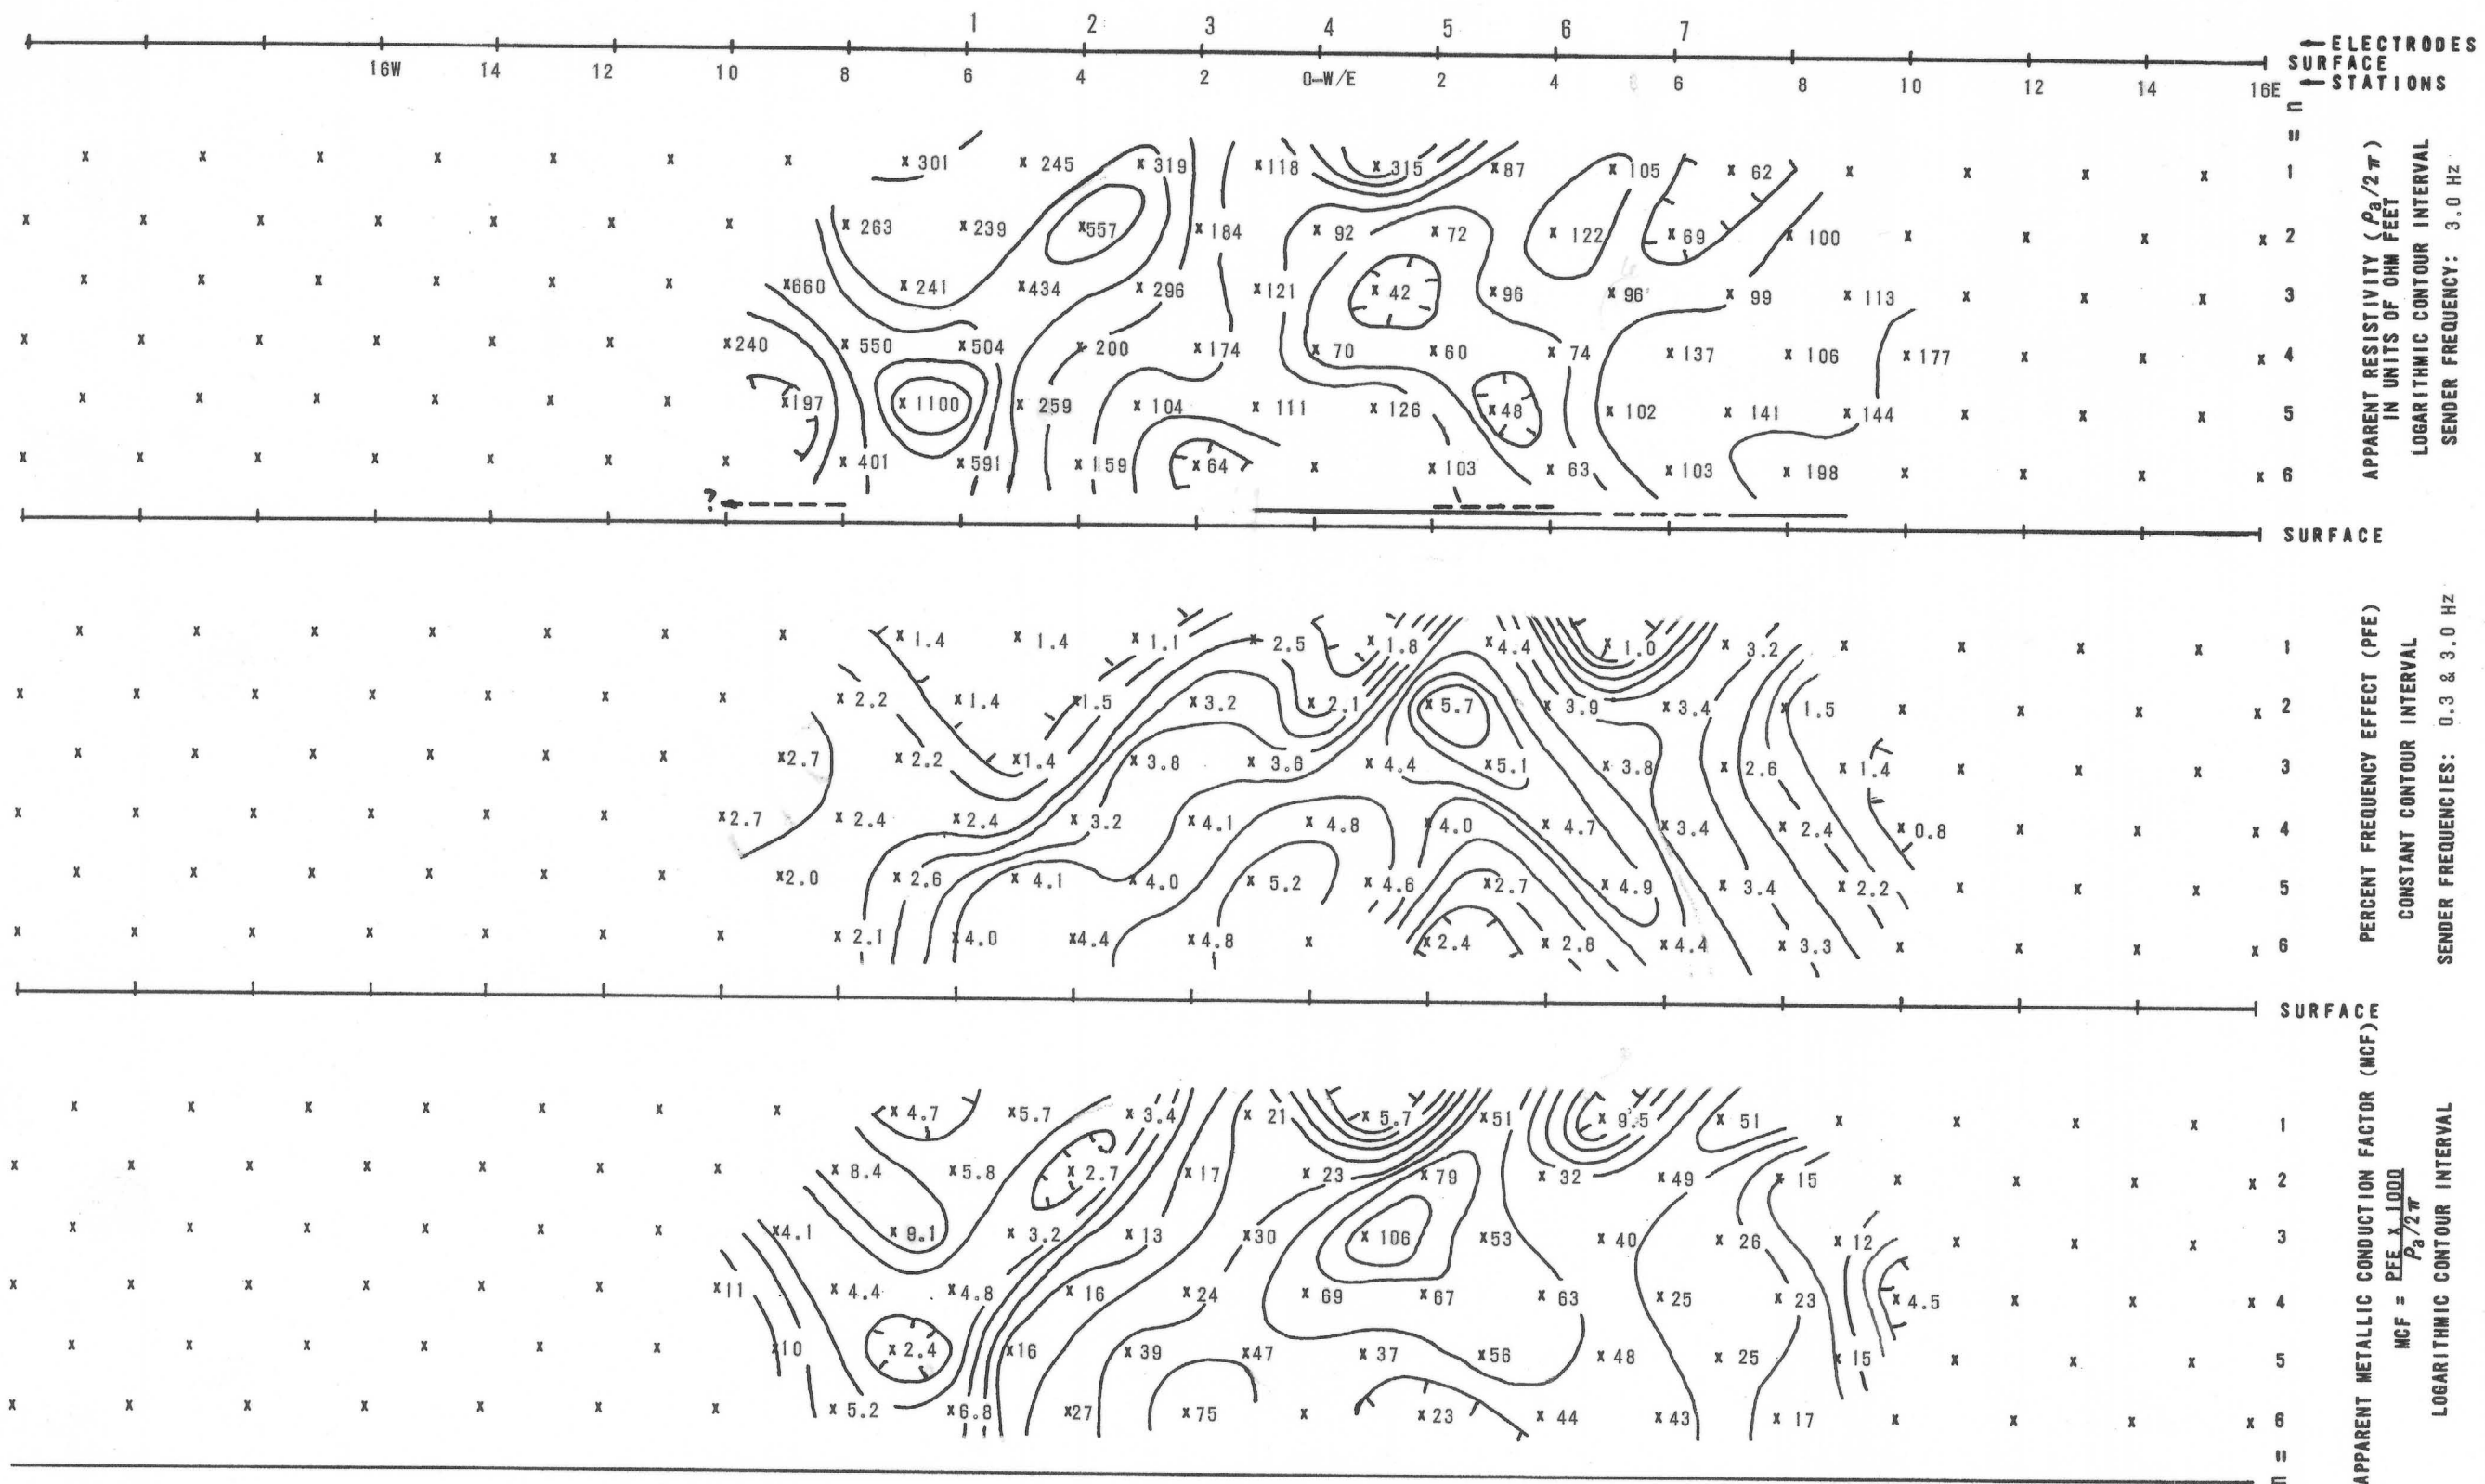 1 2 3 4 5 6 7
←ELECTRODES
SURFACE
16W 14 12 10 8 6 4 2 0-W/E 2 4 6 8 10 12 14 16E
←STATIONS
n =
301 245 319 118 315 87 105 62 1
263 239 557 184 92 72 122 69 100 2
660 241 434 296 121 42 96 96 99 113 3
240 550 504 200 174 70 60 74 137 106 177 4
197 1100 259 104 111 126 48 102 141 144 5
401 591 159 64 103 63 103 198 6
?
APPARENT RESISTIVITY (ρa/2π)
IN UNITS OF OHM FEET
LOGARITHMIC CONTOUR INTERVAL
SENDER FREQUENCY: 3.0 Hz
SURFACE
1.4 1.4 1.1 2.5 1.8 4.4 1.0 3.2 1
2.2 1.4 1.5 3.2 2.1 5.7 3.9 3.4 1.5 2
2.7 2.2 1.4 3.8 3.6 4.4 5.1 3.8 2.6 1.4 3
2.7 2.4 2.4 3.2 4.1 4.8 4.0 4.7 3.4 2.4 0.8 4
2.0 2.6 4.1 4.0 5.2 4.6 2.7 4.9 3.4 2.2 5
2.1 4.0 4.4 4.8 2.4 2.8 4.4 3.3 6
PERCENT FREQUENCY EFFECT (PFE)
CONSTANT CONTOUR INTERVAL
SENDER FREQUENCIES: 0.3 & 3.0 Hz
SURFACE
4.7 5.7 3.4 21 5.7 51 9.5 51 1
8.4 5.8 2.7 17 23 79 32 49 15 2
4.1 9.1 3.2 13 30 106 53 40 26 12 3
11 4.4 4.8 16 24 69 67 63 25 23 4.5 4
10 2.4 16 39 47 37 56 48 25 15 5
5.2 6.8 27 75 23 44 43 17 6
n =
APPARENT METALLIC CONDUCTION FACTOR (MCF)
MCF = PFE x 1000
ρa/2π
LOGARITHMIC CONTOUR INTERVAL